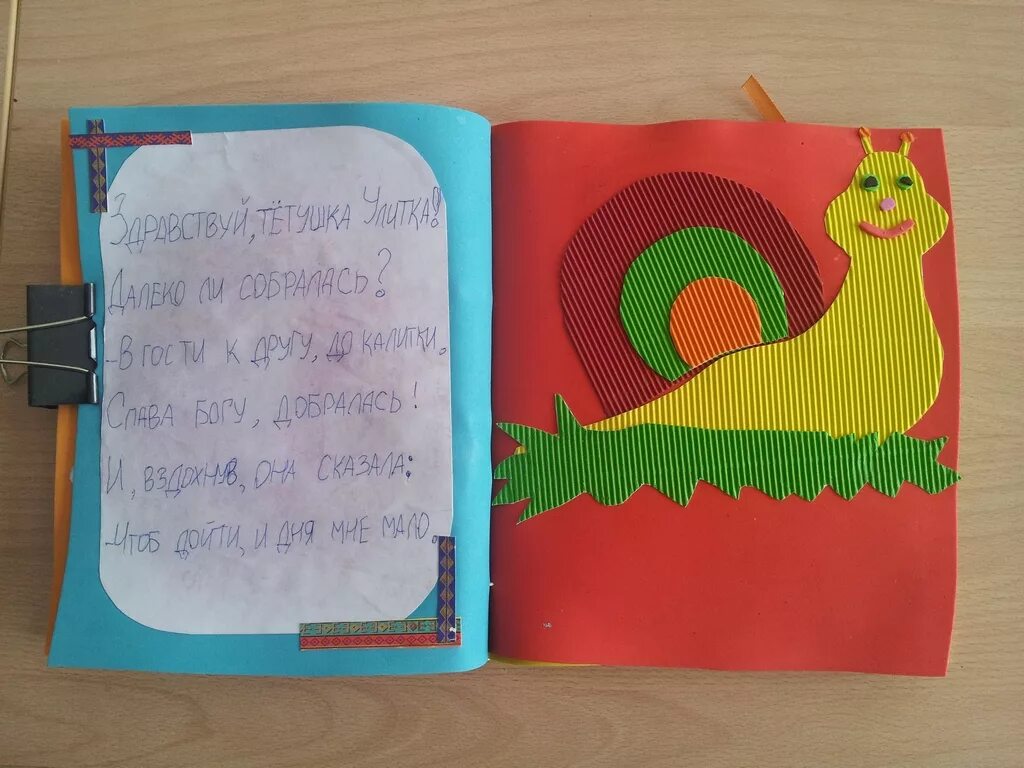 Здравствуй, тётушка Улитка!
Далеко ли собралась?
-В гости к другу, до калитки.
Слава богу, добралась!
И, вздохнув, она сказала:
-Чтоб дойти, и дня мне мало.